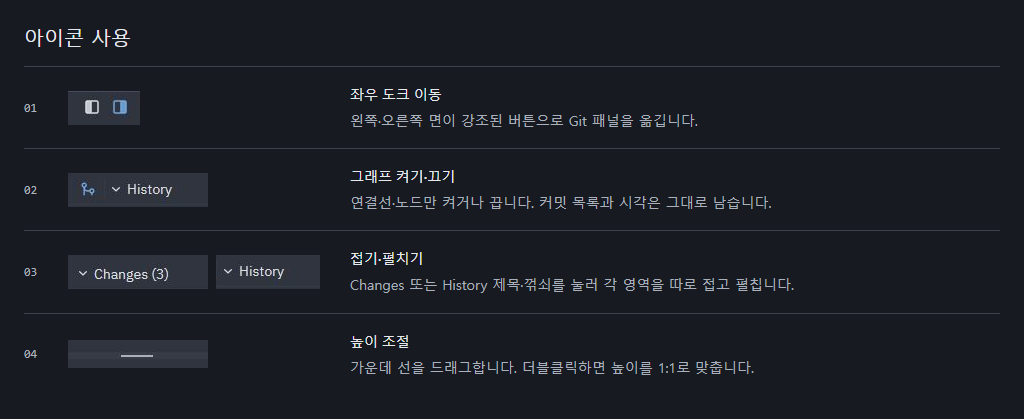 아이콘 사용
01
좌우 도크 이동
왼쪽·오른쪽 면이 강조된 버튼으로 Git 패널을 옮깁니다.
02
History
그래프 켜기·끄기
연결선·노드만 켜거나 끕니다. 커밋 목록과 시각은 그대로 남습니다.
03
Changes (3)
History
접기·펼치기
Changes 또는 History 제목·꺾쇠를 눌러 각 영역을 따로 접고 펼칩니다.
04
높이 조절
가운데 선을 드래그합니다. 더블클릭하면 높이를 1:1로 맞춥니다.